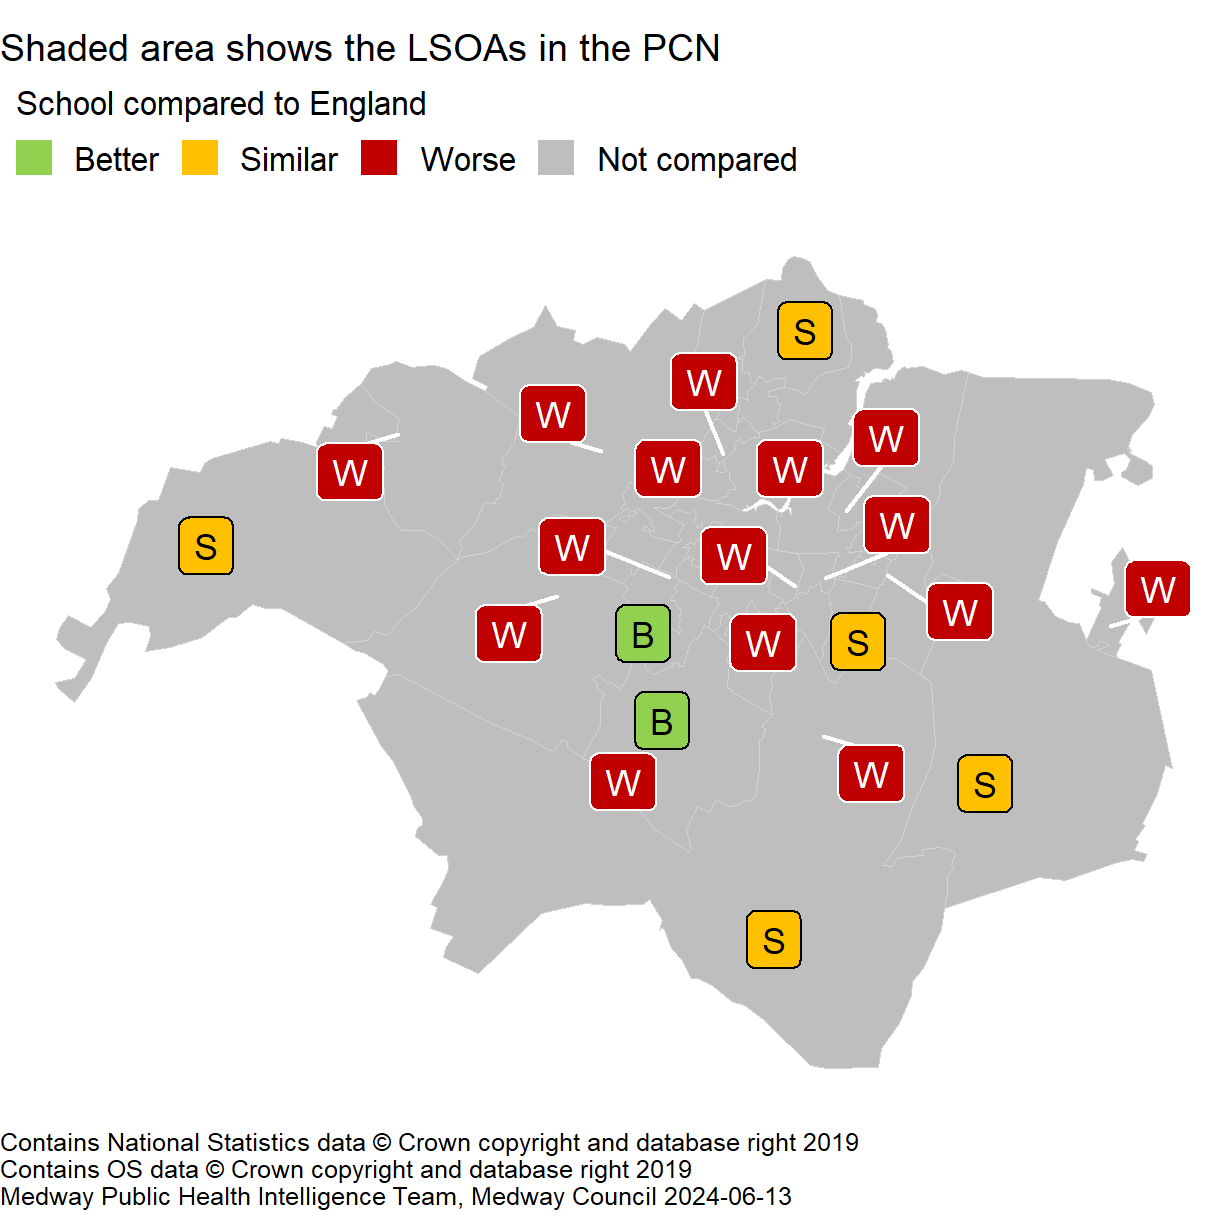 Shaded area shows the LSOAs in the PCN
School compared to England
Better Similar Worse Not compared
S
W
W
W
W
W
W
S
W
W
W
W
W
W
B
W
S
W
B
W
W
S
S
Contains National Statistics data © Crown copyright and database right 2019
Contains OS data © Crown copyright and database right 2019
Medway Public Health Intelligence Team, Medway Council 2024-06-13